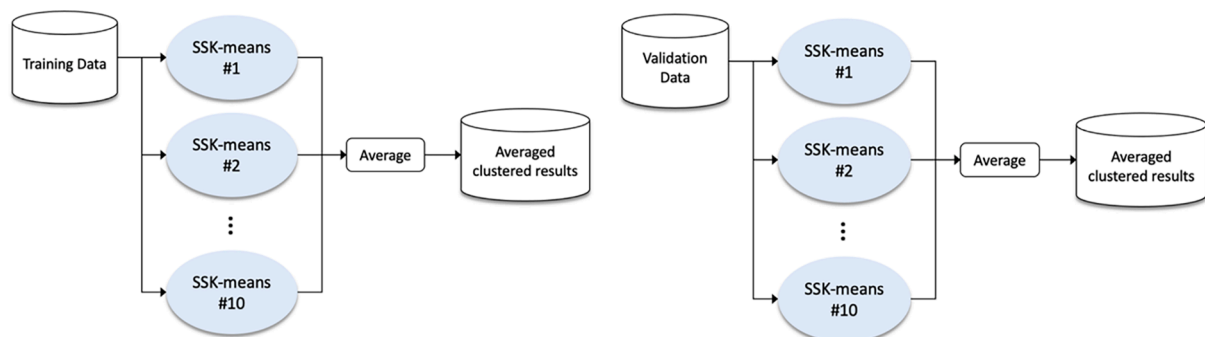 Training Data
SSK-means
#1
SSK-means
#2
⋮
SSK-means
#10
Average
Averaged
clustered results
Validation
Data
SSK-means
#1
SSK-means
#2
⋮
SSK-means
#10
Average
Averaged
clustered results